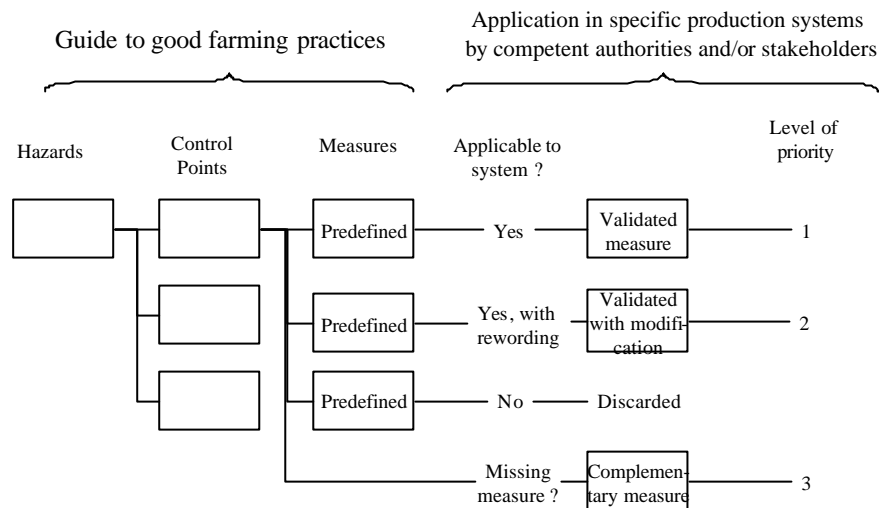 Guide to good farming practices
Application in specific production systems
by competent authorities and/or stakeholders
Hazards
Control
Points
Measures
Applicable to
system ?
Level of
priority
Predefined
Yes
Validated
measure
1
Predefined
Yes, with
rewording
Validated
with modifi-
cation
2
Predefined
No
Discarded
Missing
measure ?
Complemen-
tary measure
3